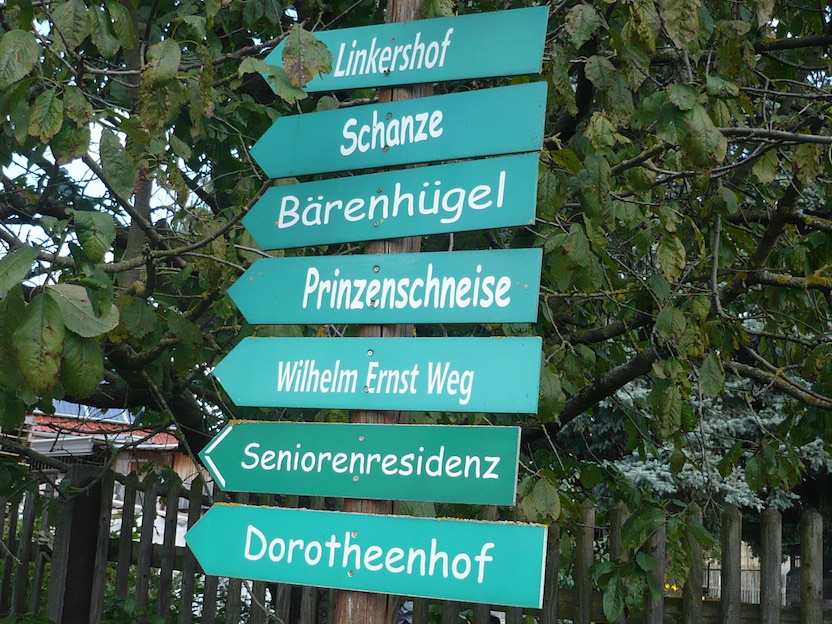 Linkershof
Schanze
Bärenhügel
Prinzenschneise
Wilhelm Ernst Weg
Seniorenresidenz
Dorotheenhof